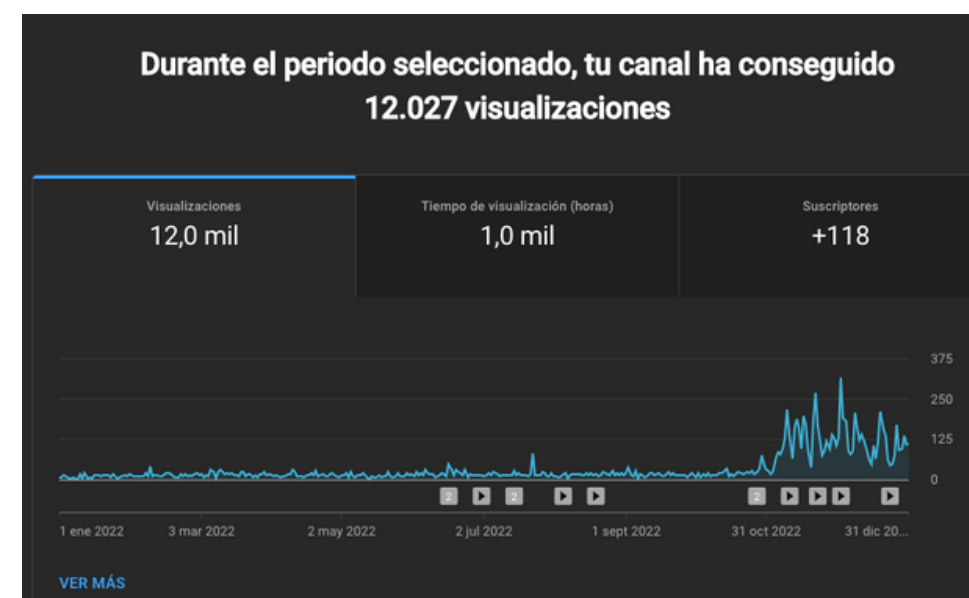 Durante el periodo seleccionado, tu canal ha conseguido
12.027 visualizaciones
Visualizaciones
12,0 mil
Tiempo de visualización (horas)
1,0 mil
Suscriptores
+118
375
250
125
0
2
2
2
1 ene 2022
3 mar 2022
2 may 2022
2 jul 2022
1 sept 2022
31 oct 2022
31 dic 20...
VER MÁS